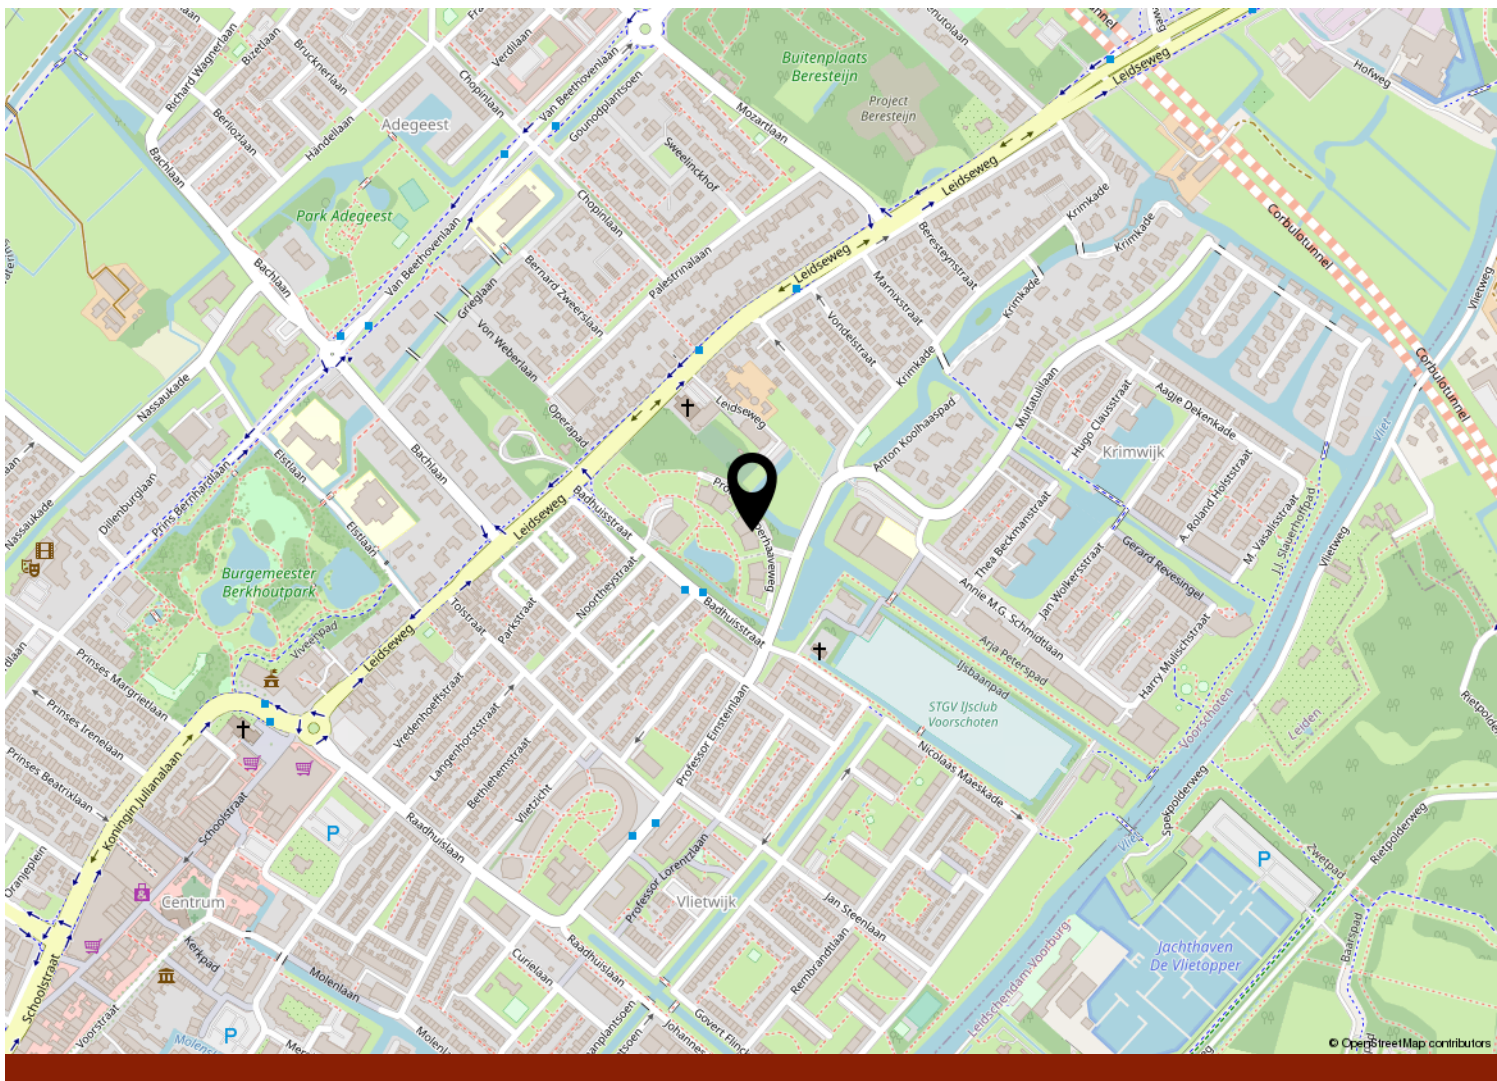 Richard Wagnerlaan
Bizetlaan
Brucknerlaan
Verdilaan
Chopinlaan
Van Beethovenlaan
Gounodplantsoen
Berliozlaan
Händellaan
Adegeest
Bachlaan
Park Adegeest
Van Beethovenlaan
Bachlaan
Grieglaan
Sweelinckhof
Mozartlaan
Chopinlaan
Palestrinalaan
Bernard Zweerslaan
Von Weberlaan
Operapad
Buitenplaats
Beresteijn
Project
Beresteijn
Leidseweg
Hofweg
Leidseweg
Leidseweg
Beresteynstraat
Marnixstraat
Vondelstraat
Krimkade
Krimkade
Krimkade
Krimkade
Corbulotunnel
Corbulotunnel
Vlietweg
Vliet
Nassaukade
Nassaukade
Dillenburglaan
Prins Bernhardlaan
Elstlaan
Elstlaan
Bachlaan
Leidseweg
Leidseweg
Anton Koolhaaspad
Multatulilaan
Hugo Clausstraat
Aagje Dekenkade
Krimwijk
A. Roland Holststraat
M. Vasalisstraat
J.J. Slauerhoffpad
Vlietweg
Thea Beckmanstraat
Gerard Revesingel
Jan Wolkersstraat
Annie M.G. Schmidtlaan
Harry Mulischstraat
Arja Peterspad
IJsbaanpad
STGV IJsclub
Voorschoten
Badhuisstraat
Badhuisstraat
Noortheystraat
Parkstraat
Tolstraat
Burgemeester
Berkhoutpark
Viveenpad
Leidseweg
Prinses Margrietlaan
Prinses Irenelaan
Prinses Beatrixlaan
Koningin Julianalaan
Oranjeplein
Schoolstraat
Schoolstraat
Vredenhoeffstraat
Langenhorststraat
Bethlehemstraat
Vlietzicht
Raadhuislaan
Raadhuislaan
Professor Einsteinlaan
Professor Lorentzlaan
Vlietwijk
Nicolaas Maeskade
Jan Steenlaan
Rembrandtlaan
Curielaan
Govert Flinck
Johannes
Centrum
Kerkpad
Voorstraat
Molenlaan
Voorschoten
Leiden
Spekpolderweg
Vliet
Rietpolderweg
Zwetpad
Baarspad
Jachthaven
De Vlietopper
Leidschendam-Voorburg
P
P
P
© OpenStreetMap contributors